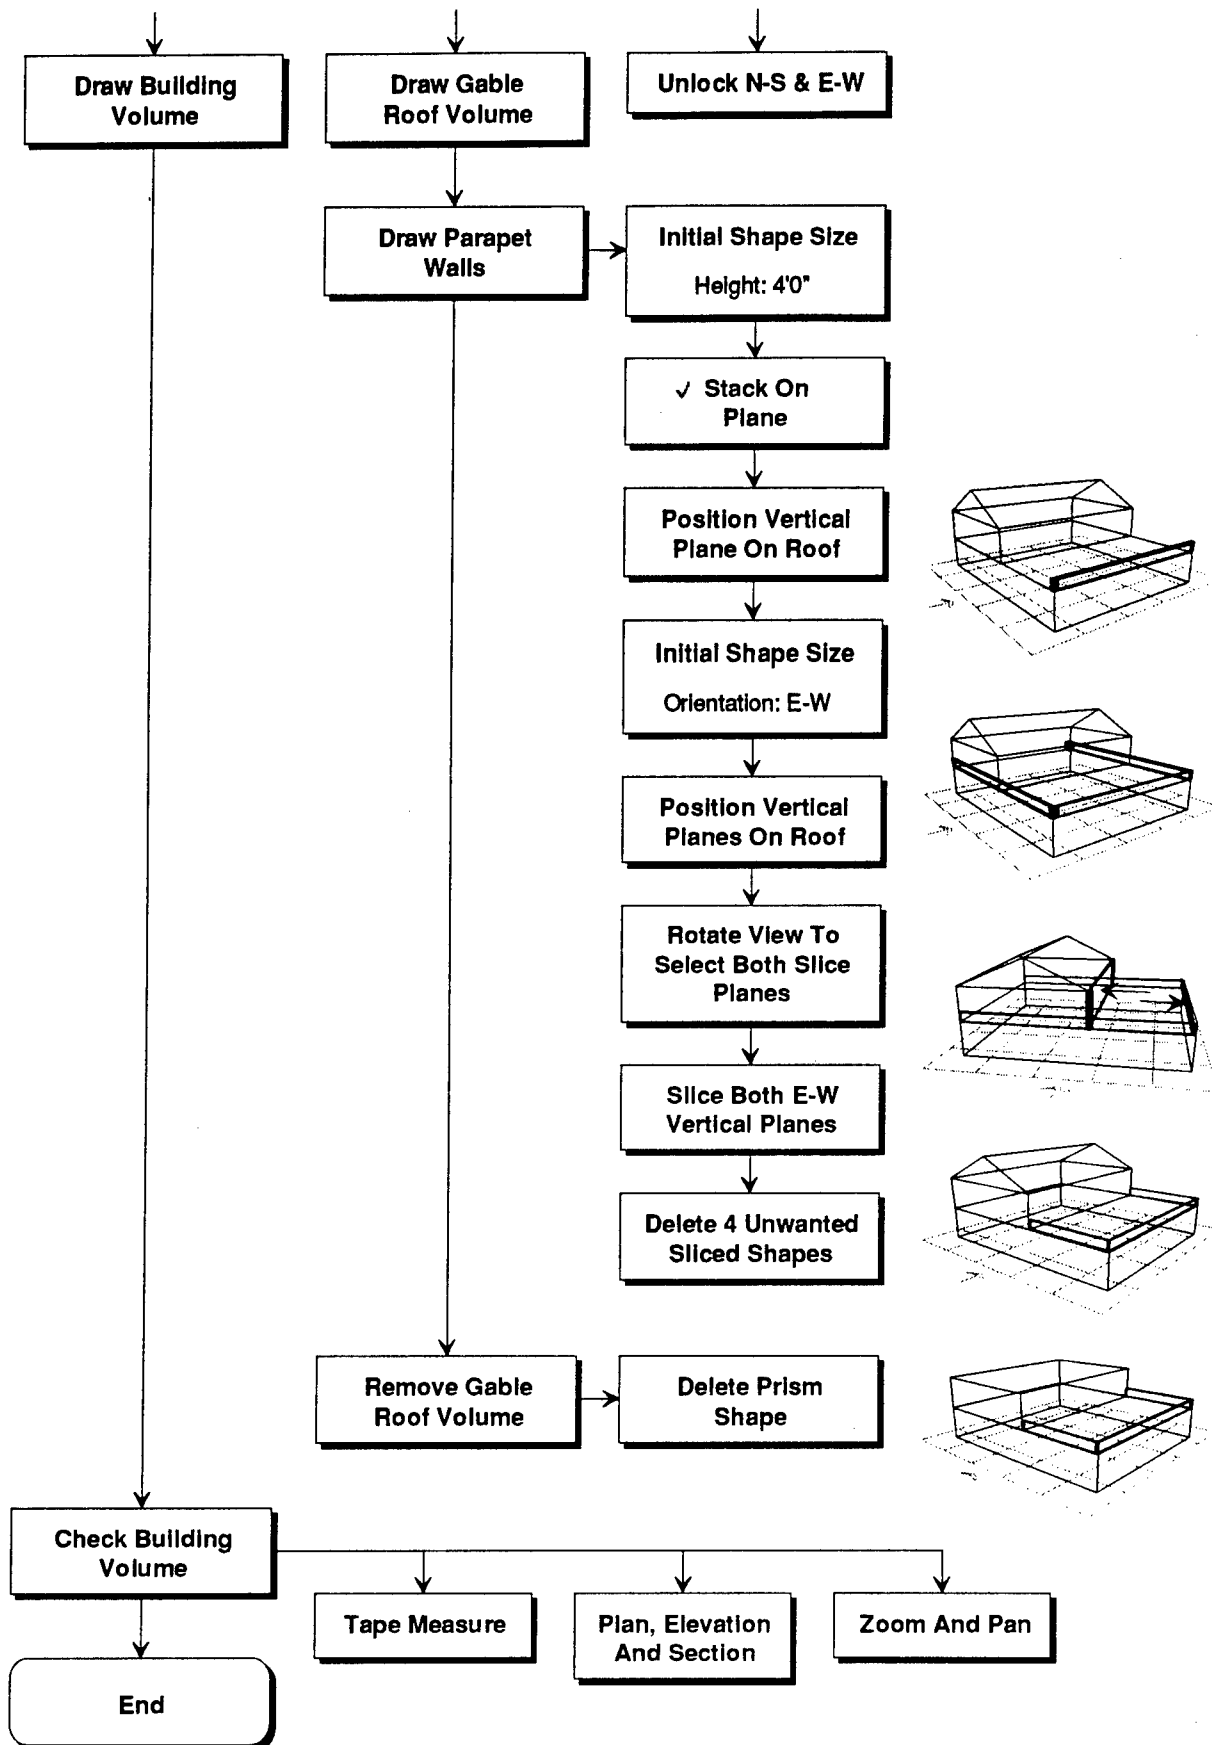 Draw Building
Volume
Draw Gable
Roof Volume
Unlock N-S & E-W
Draw Parapet
Walls
Initial Shape Size
Height: 4'0"
✓ Stack On
Plane
Position Vertical
Plane On Roof
Initial Shape Size
Orientation: E-W
Position Vertical
Planes On Roof
Rotate View To
Select Both Slice
Planes
Slice Both E-W
Vertical Planes
Delete 4 Unwanted
Sliced Shapes
Remove Gable
Roof Volume
Delete Prism
Shape
Check Building
Volume
Tape Measure
Plan, Elevation
And Section
Zoom And Pan
End